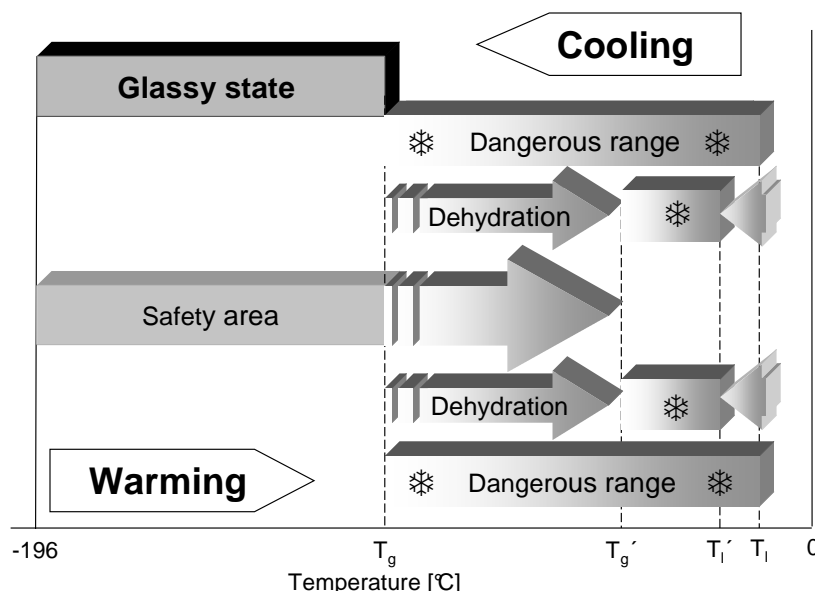 Cooling
Glassy state
Dangerous range
Dehydration
Safety area
Dehydration
Warming
Dangerous range
-196 Tg Tg´ Tl´ Tl 0
Temperature [°C]